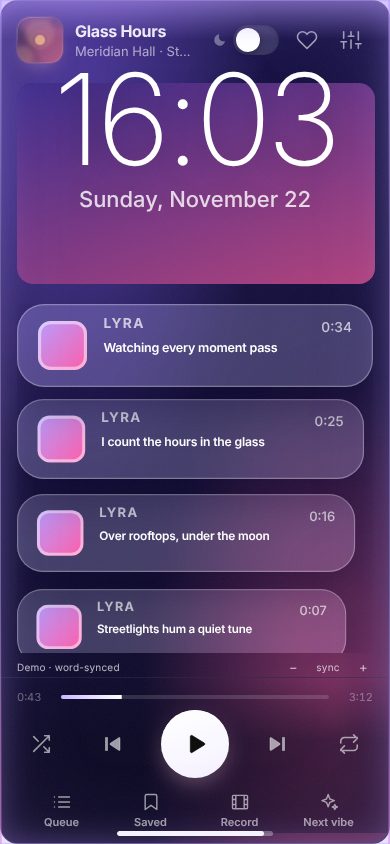 Glass Hours
Meridian Hall · St...
16:03
Sunday, November 22
LYRA
0:34
Watching every moment pass
LYRA
0:25
I count the hours in the glass
LYRA
0:16
Over rooftops, under the moon
LYRA
0:07
Streetlights hum a quiet tune
Demo · word-synced
− sync +
0:43
3:12
Queue
Saved
Record
Next vibe